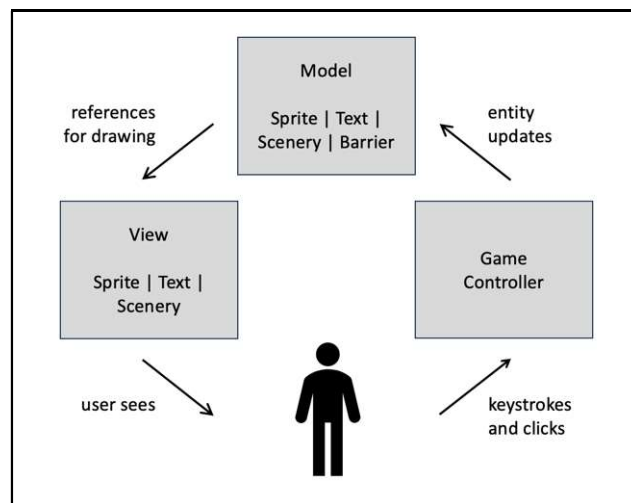 Model
Sprite | Text |
Scenery | Barrier
references
for drawing
entity
updates
View
Sprite | Text |
Scenery
Game
Controller
user sees
keystrokes
and clicks